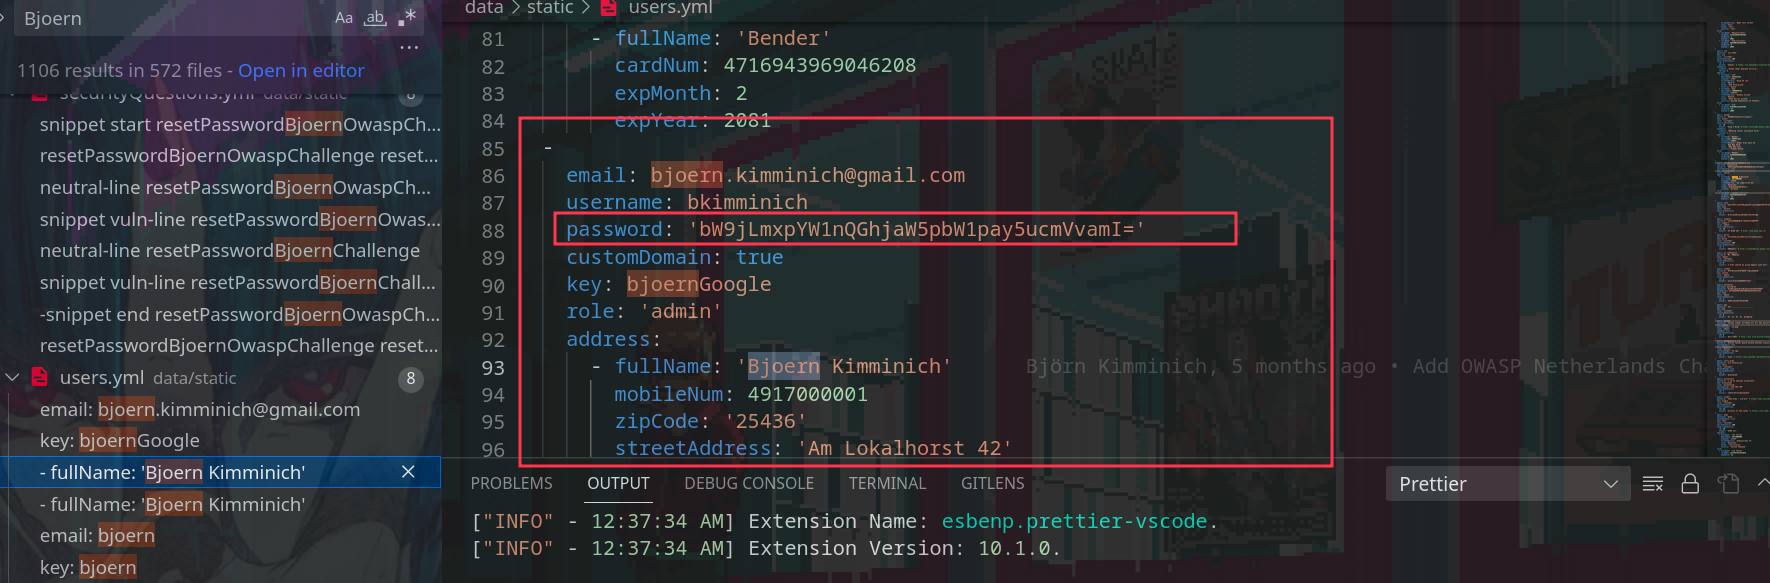 Bjoern
Aa ab .*
...
1106 results in 572 files - Open in editor
securityQuestions.yml data/static 8
snippet start resetPasswordBjoernOwaspCh...
resetPasswordBjoernOwaspChallenge reset...
neutral-line resetPasswordBjoernOwaspCh...
snippet vuln-line resetPasswordBjoernOwas...
neutral-line resetPasswordBjoernChallenge
snippet vuln-line resetPasswordBjoernChall...
-snippet end resetPasswordBjoernOwaspCh...
resetPasswordBjoernOwaspChallenge reset...
users.yml data/static 8
email: bjoern.kimminich@gmail.com
key: bjoernGoogle
- fullName: 'Bjoern Kimminich'
- fullName: 'Bjoern Kimminich'
email: bjoern
key: bjoern
data > static > users.yml
81 - fullName: 'Bender'
82 cardNum: 4716943969046208
83 expMonth: 2
84 expYear: 2081
85 -
86 email: bjoern.kimminich@gmail.com
87 username: bkimminich
88 password: 'bW9jLmxpYW1nQGhjaW5pbW1pay5ucmVvamI='
89 customDomain: true
90 key: bjoernGoogle
91 role: 'admin'
92 address:
93 - fullName: 'Bjoern Kimminich' Björn Kimminich, 5 months ago • Add OWASP Netherlands Cha
94 mobileNum: 4917000001
95 zipCode: '25436'
96 streetAddress: 'Am Lokalhorst 42'
PROBLEMS OUTPUT DEBUG CONSOLE TERMINAL GITLENS
Prettier
["INFO" - 12:37:34 AM] Extension Name: esbenp.prettier-vscode.
["INFO" - 12:37:34 AM] Extension Version: 10.1.0.